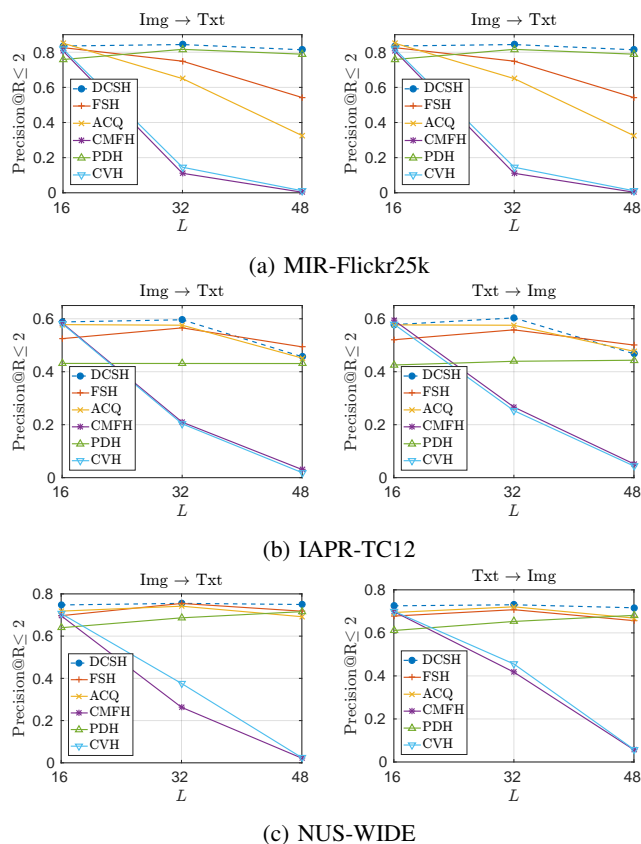 Img → Txt
Img → Txt
Precision@R≤ 2
0.8
0.6
0.4
0.2
0
DCSH
FSH
ACQ
CMFH
PDH
CVH
16
32
48
L
Precision@R≤ 2
0.8
0.6
0.4
0.2
0
DCSH
FSH
ACQ
CMFH
PDH
CVH
16
32
48
L
(a) MIR-Flickr25k
Img → Txt
Txt → Img
Precision@R≤ 2
0.6
0.4
0.2
0
DCSH
FSH
ACQ
CMFH
PDH
CVH
16
32
48
L
Precision@R≤ 2
0.6
0.4
0.2
0
DCSH
FSH
ACQ
CMFH
PDH
CVH
16
32
48
L
(b) IAPR-TC12
Img → Txt
Txt → Img
Precision@R≤ 2
0.8
0.6
0.4
0.2
0
DCSH
FSH
ACQ
CMFH
PDH
CVH
16
32
48
L
Precision@R≤ 2
0.8
0.6
0.4
0.2
0
DCSH
FSH
ACQ
CMFH
PDH
CVH
16
32
48
L
(c) NUS-WIDE